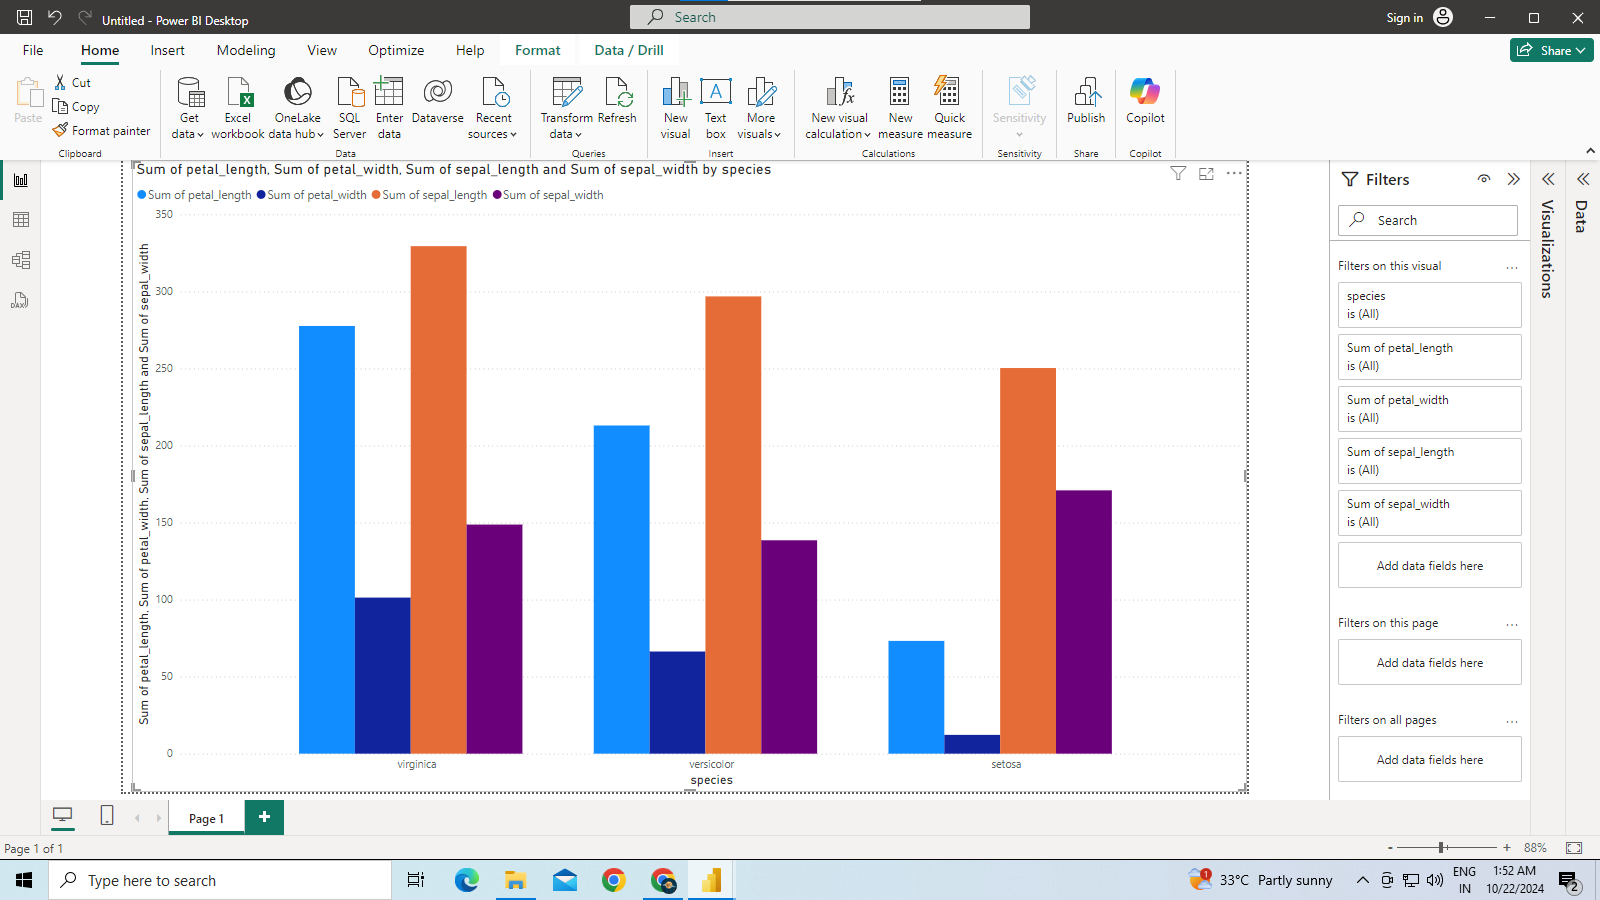 Untitled - Power BI Desktop
Search
Sign in
File
Home
Insert
Modeling
View
Optimize
Help
Format
Data / Drill
Share
Paste
Cut
Copy
Format painter
Clipboard
Get
data
Excel
workbook
OneLake
data hub
SQL
Server
Enter
data
Dataverse
Recent
sources
Data
Transform
data
Refresh
Queries
New
visual
Text
box
More
visuals
Insert
New visual
calculation
New
measure
Quick
measure
Calculations
Sensitivity
Sensitivity
Publish
Share
Copilot
Copilot
Sum of petal_length, Sum of petal_width, Sum of sepal_length and Sum of sepal_width by species
Sum of petal_length Sum of petal_width Sum of sepal_length Sum of sepal_width
Sum of petal_length, Sum of petal_width, Sum of sepal_length and Sum of sepal_width
350
300
250
200
150
100
50
0
virginica
versicolor
setosa
species
Filters
Search
Filters on this visual
species
is (All)
Sum of petal_length
is (All)
Sum of petal_width
is (All)
Sum of sepal_length
is (All)
Sum of sepal_width
is (All)
Add data fields here
Filters on this page
Add data fields here
Filters on all pages
Add data fields here
Visualizations
Data
Page 1
Page 1 of 1
88%
Type here to search
1
33°C Partly sunny
ENG
IN
1:52 AM
10/22/2024
2